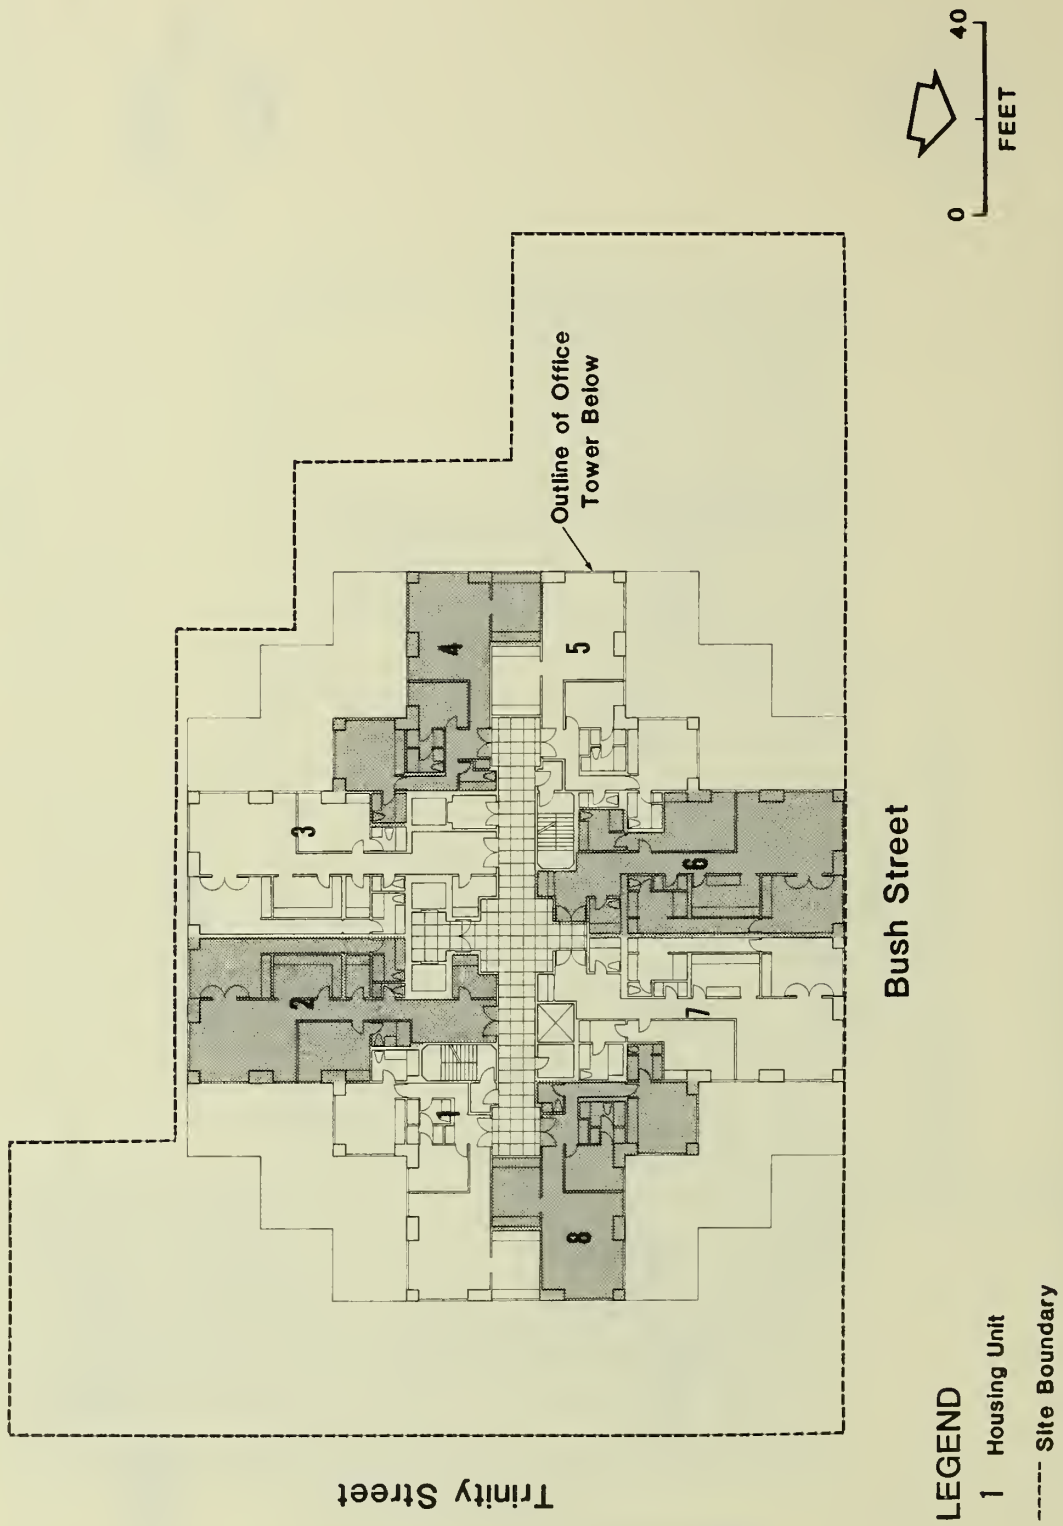 Trinity Street
1
2
3
4
5
6
7
8
Outline of Office
Tower Below
Bush Street
0 40
FEET
LEGEND
1 Housing Unit
----- Site Boundary